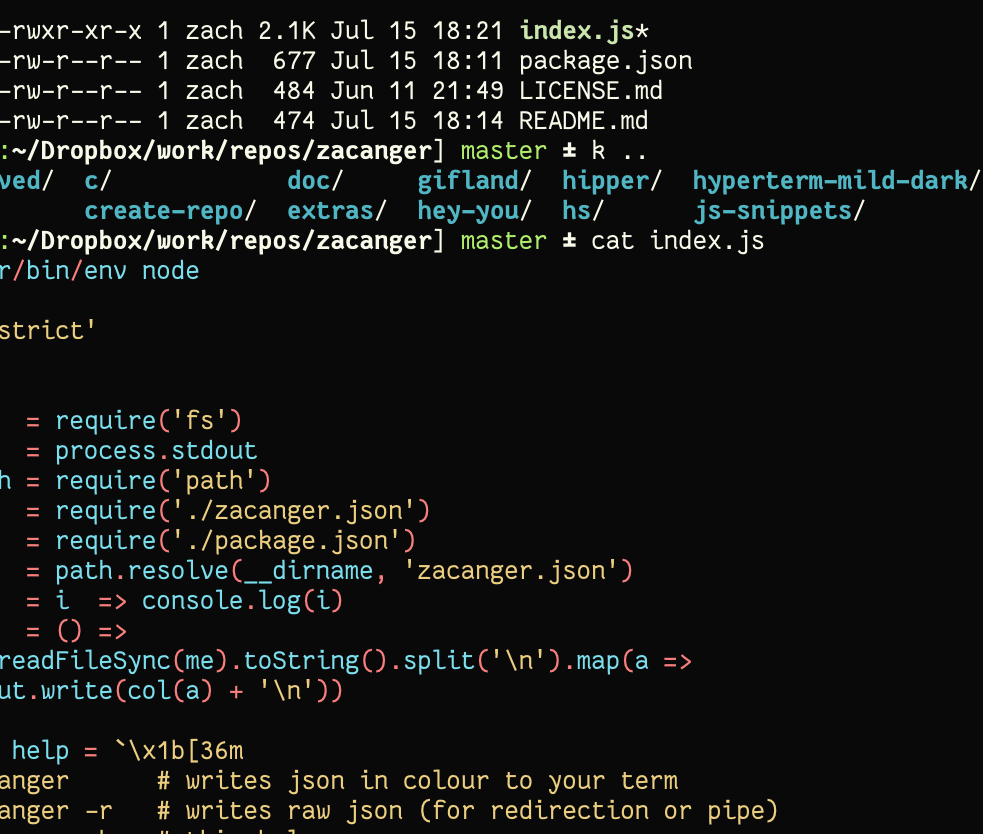 -rwxr-xr-x 1 zach 2.1K Jul 15 18:21 index.js*
-rw-r--r-- 1 zach  677 Jul 15 18:11 package.json
-rw-r--r-- 1 zach  484 Jun 11 21:49 LICENSE.md
-rw-r--r-- 1 zach  474 Jul 15 18:14 README.md
:~/Dropbox/work/repos/zacanger] master ± k ..
ved/  c/            doc/     gifland/  hipper/  hyperterm-mild-dark/
create-repo/  extras/  hey-you/  hs/      js-snippets/
:~/Dropbox/work/repos/zacanger] master ± cat index.js
r/bin/env node
strict'
= require('fs')
= process.stdout
h = require('path')
= require('./zacanger.json')
= require('./package.json')
= path.resolve(__dirname, 'zacanger.json')
= i  => console.log(i)
= () =>
readFileSync(me).toString().split('\n').map(a =>
ut.write(col(a) + '\n'))
help = `\x1b[36m
anger      # writes json in colour to your term
anger -r   # writes raw json (for redirection or pipe)